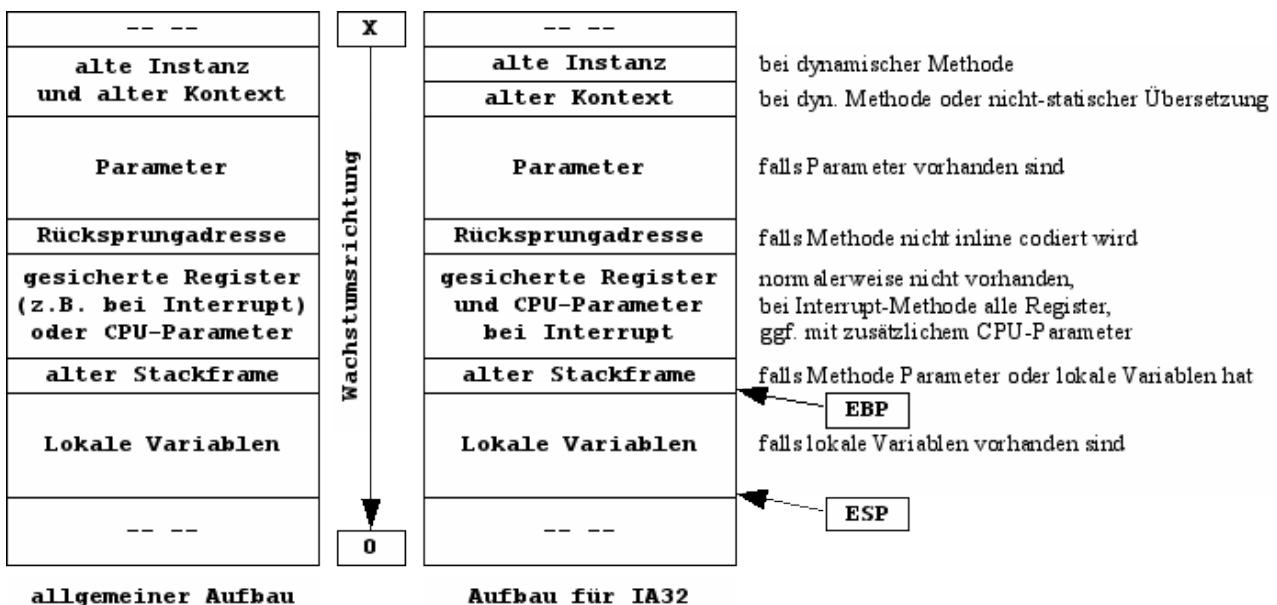 -- --
alte Instanz
und alter Kontext
Parameter
Rücksprungadresse
gesicherte Register
(z.B. bei Interrupt)
oder CPU-Parameter
alter Stackframe
Lokale Variablen
-- --
allgemeiner Aufbau
X
Wachstumsrichtung
0
-- --
alte Instanz
alter Kontext
Parameter
Rücksprungadresse
gesicherte Register
und CPU-Parameter
bei Interrupt
alter Stackframe
Lokale Variablen
-- --
Aufbau für IA32
bei dynamischer Methode
bei dyn. Methode oder nicht-statischer Übersetzung
falls Parameter vorhanden sind
falls Methode nicht inline codiert wird
normalerweise nicht vorhanden,
bei Interrupt-Methode alle Register,
ggf. mit zusätzlichem CPU-Parameter
falls Methode Parameter oder lokale Variablen hat
EBP
falls lokale Variablen vorhanden sind
ESP